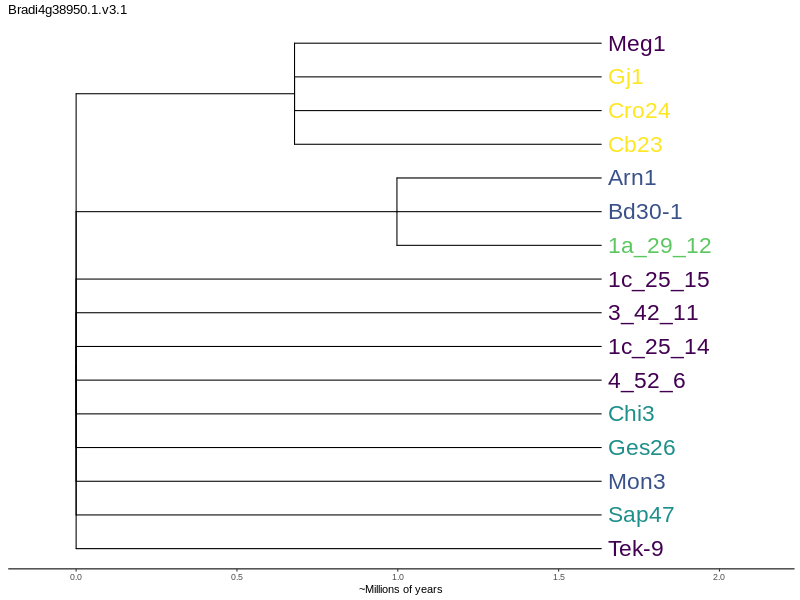 Bradi4g38950.1.v3.1
Meg1
Gj1
Cro24
Cb23
Arn1
Bd30-1
1a_29_12
1c_25_15
3_42_11
1c_25_14
4_52_6
Chi3
Ges26
Mon3
Sap47
Tek-9
0.0 0.5 1.0 1.5 2.0
~Millions of years